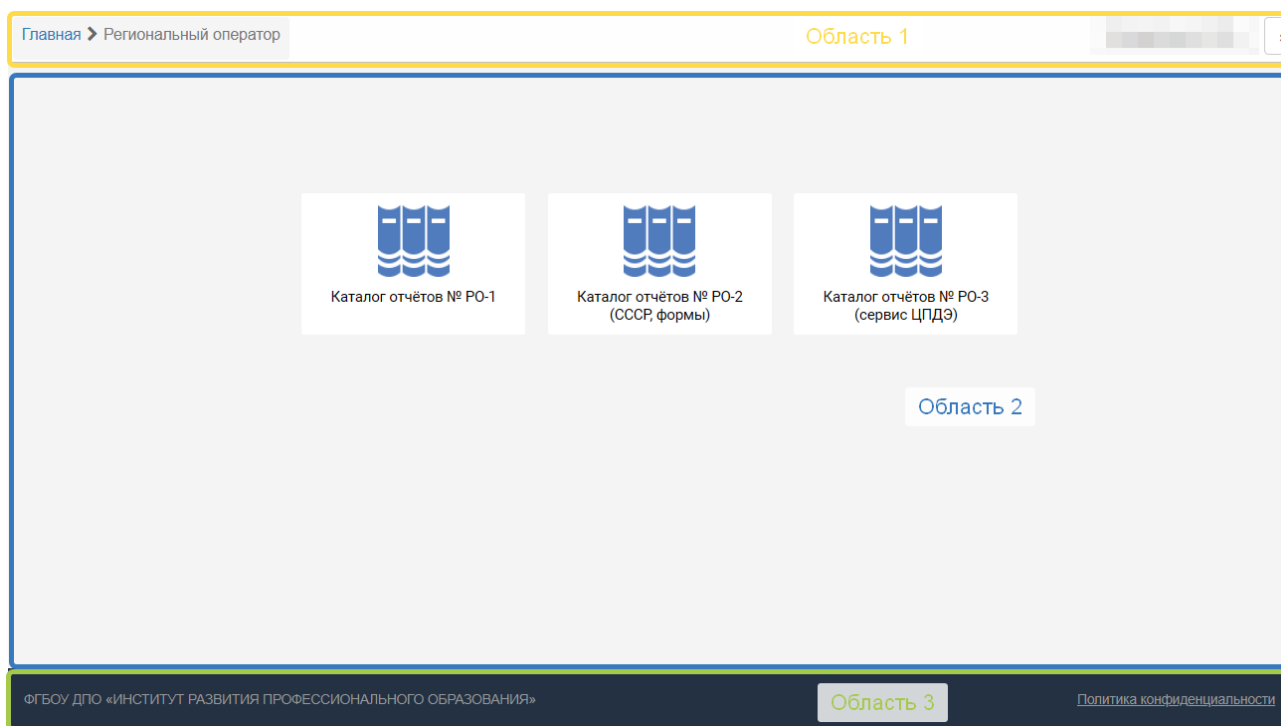 Главная > Региональный оператор
Область 1
Каталог отчётов № РО-1
Каталог отчётов № РО-2
(СССР, формы)
Каталог отчётов № РО-3
(сервис ЦПДЭ)
Область 2
ФГБОУ ДПО «ИНСТИТУТ РАЗВИТИЯ ПРОФЕССИОНАЛЬНОГО ОБРАЗОВАНИЯ»
Область 3
Политика конфиденциальности